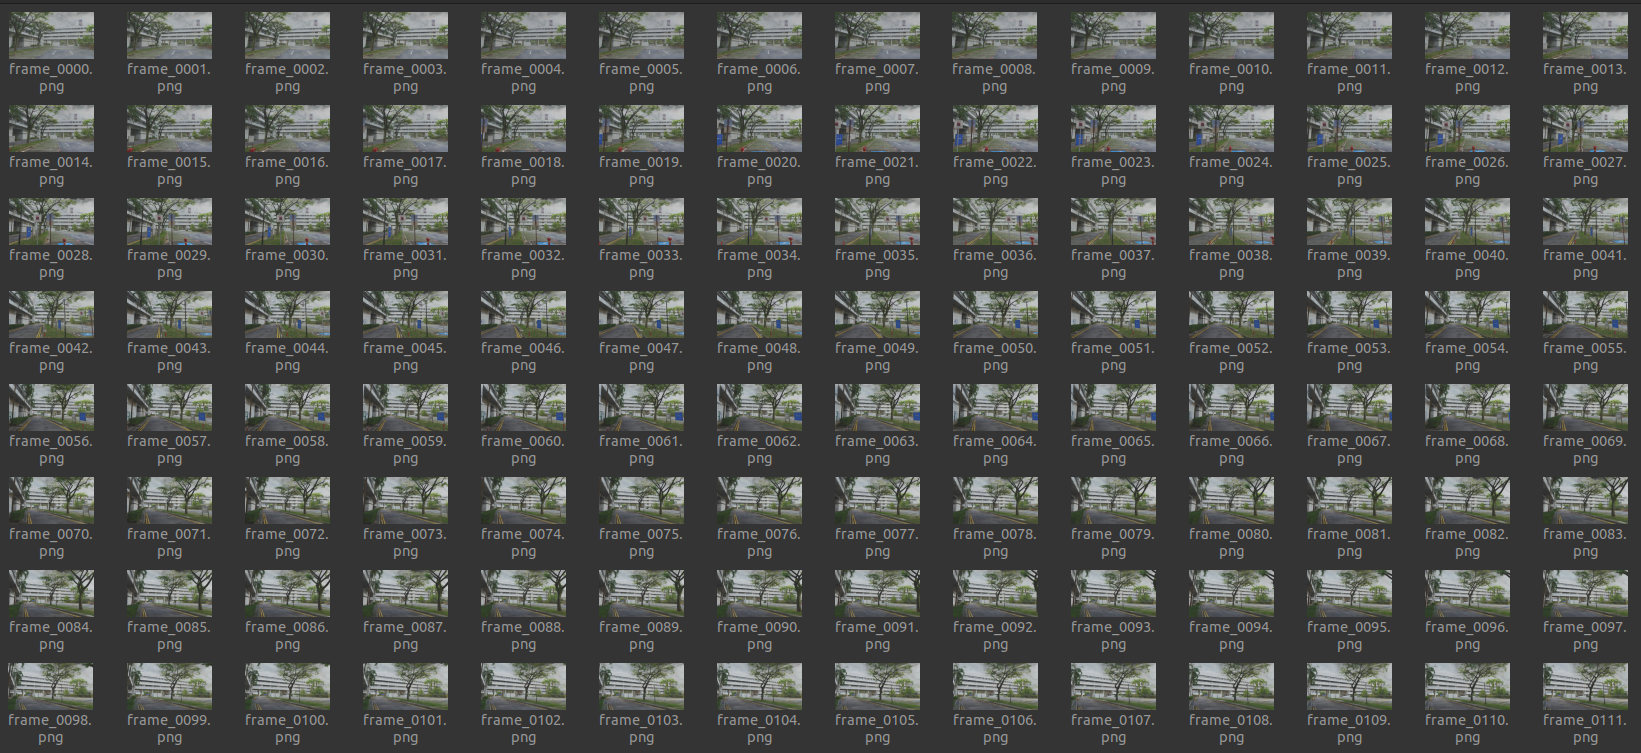 frame_0000. frame_0001. frame_0002. frame_0003. frame_0004. frame_0005. frame_0006. frame_0007. frame_0008. frame_0009. frame_0010. frame_0011. frame_0012. frame_0013.
png png png png png png png png png png png png png png
frame_0014. frame_0015. frame_0016. frame_0017. frame_0018. frame_0019. frame_0020. frame_0021. frame_0022. frame_0023. frame_0024. frame_0025. frame_0026. frame_0027.
png png png png png png png png png png png png png png
frame_0028. frame_0029. frame_0030. frame_0031. frame_0032. frame_0033. frame_0034. frame_0035. frame_0036. frame_0037. frame_0038. frame_0039. frame_0040. frame_0041.
png png png png png png png png png png png png png png
frame_0042. frame_0043. frame_0044. frame_0045. frame_0046. frame_0047. frame_0048. frame_0049. frame_0050. frame_0051. frame_0052. frame_0053. frame_0054. frame_0055.
png png png png png png png png png png png png png png
frame_0056. frame_0057. frame_0058. frame_0059. frame_0060. frame_0061. frame_0062. frame_0063. frame_0064. frame_0065. frame_0066. frame_0067. frame_0068. frame_0069.
png png png png png png png png png png png png png png
frame_0070. frame_0071. frame_0072. frame_0073. frame_0074. frame_0075. frame_0076. frame_0077. frame_0078. frame_0079. frame_0080. frame_0081. frame_0082. frame_0083.
png png png png png png png png png png png png png png
frame_0084. frame_0085. frame_0086. frame_0087. frame_0088. frame_0089. frame_0090. frame_0091. frame_0092. frame_0093. frame_0094. frame_0095. frame_0096. frame_0097.
png png png png png png png png png png png png png png
frame_0098. frame_0099. frame_0100. frame_0101. frame_0102. frame_0103. frame_0104. frame_0105. frame_0106. frame_0107. frame_0108. frame_0109. frame_0110. frame_0111.
png png png png png png png png png png png png png png